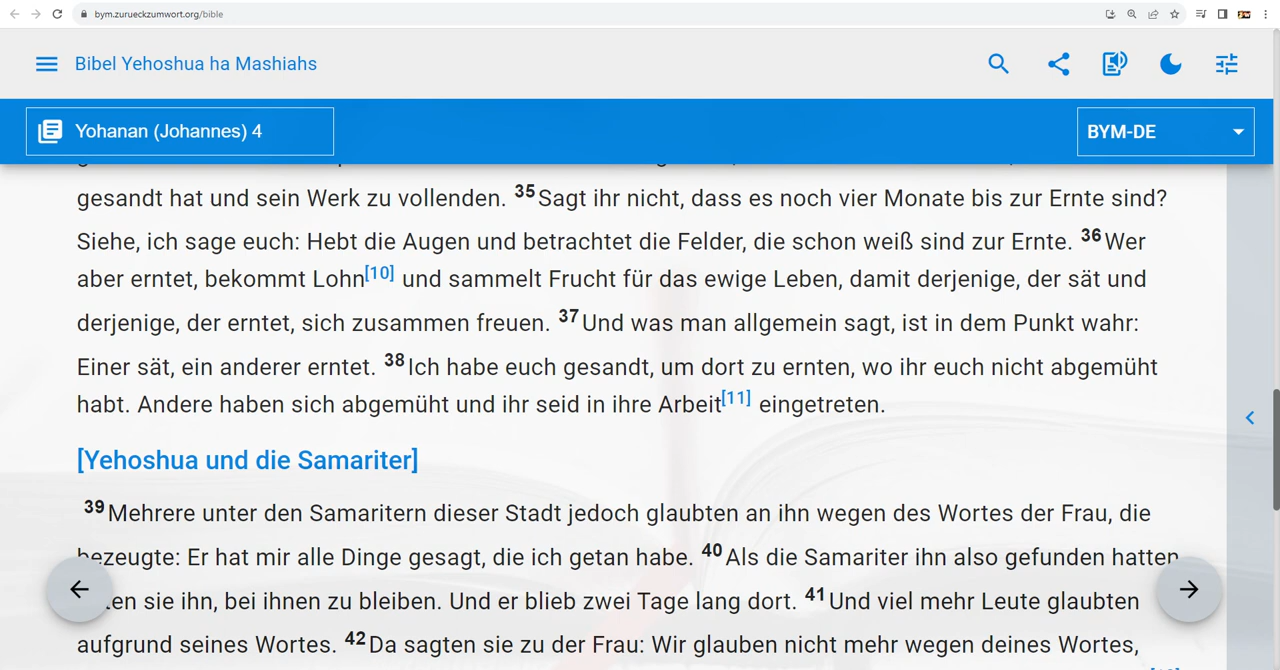 bym.zurueckzumwort.org/bible
Bibel Yehoshua ha Mashiahs
Yohanan (Johannes) 4
BYM-DE
gesandt hat und sein Werk zu vollenden. 35 Sagt ihr nicht, dass es noch vier Monate bis zur Ernte sind?
Siehe, ich sage euch: Hebt die Augen und betrachtet die Felder, die schon weiß sind zur Ernte. 36 Wer
aber erntet, bekommt Lohn[10] und sammelt Frucht für das ewige Leben, damit derjenige, der sät und
derjenige, der erntet, sich zusammen freuen. 37 Und was man allgemein sagt, ist in dem Punkt wahr:
Einer sät, ein anderer erntet. 38 Ich habe euch gesandt, um dort zu ernten, wo ihr euch nicht abgemüht
habt. Andere haben sich abgemüht und ihr seid in ihre Arbeit[11] eingetreten.
[Yehoshua und die Samariter]
39 Mehrere unter den Samaritern dieser Stadt jedoch glaubten an ihn wegen des Wortes der Frau, die
bezeugte: Er hat mir alle Dinge gesagt, die ich getan habe. 40 Als die Samariter ihn also gefunden hatten
sie ihn, bei ihnen zu bleiben. Und er blieb zwei Tage lang dort. 41 Und viel mehr Leute glaubten
aufgrund seines Wortes. 42 Da sagten sie zu der Frau: Wir glauben nicht mehr wegen deines Wortes,